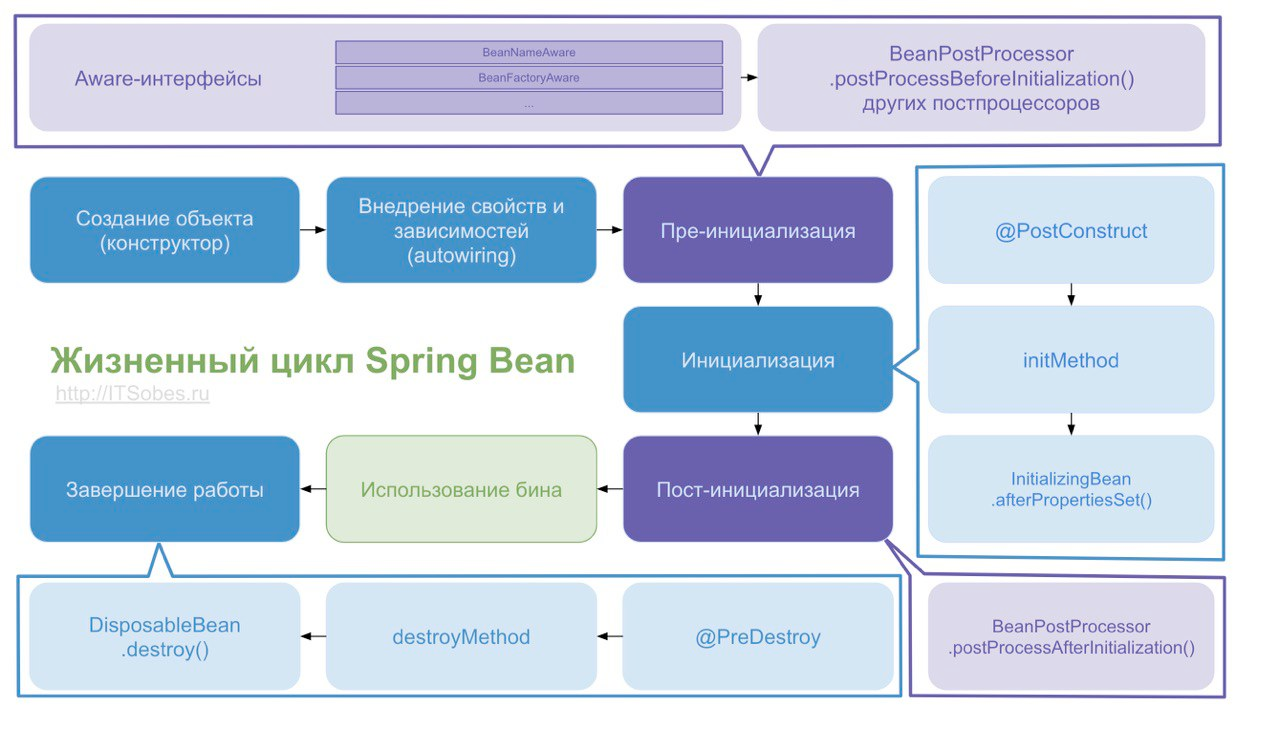 Aware-интерфейсы
BeanNameAware
BeanFactoryAware
...
BeanPostProcessor
.postProcessBeforeInitialization()
других постпроцессоров
Создание объекта
(конструктор)
Внедрение свойств и
зависимостей
(autowiring)
Пре-инициализация
@PostConstruct
Жизненный цикл Spring Bean
http://ITSobes.ru
Инициализация
initMethod
Завершение работы
Использование бина
Пост-инициализация
InitializingBean
.afterPropertiesSet()
DisposableBean
.destroy()
destroyMethod
@PreDestroy
BeanPostProcessor
.postProcessAfterInitialization()